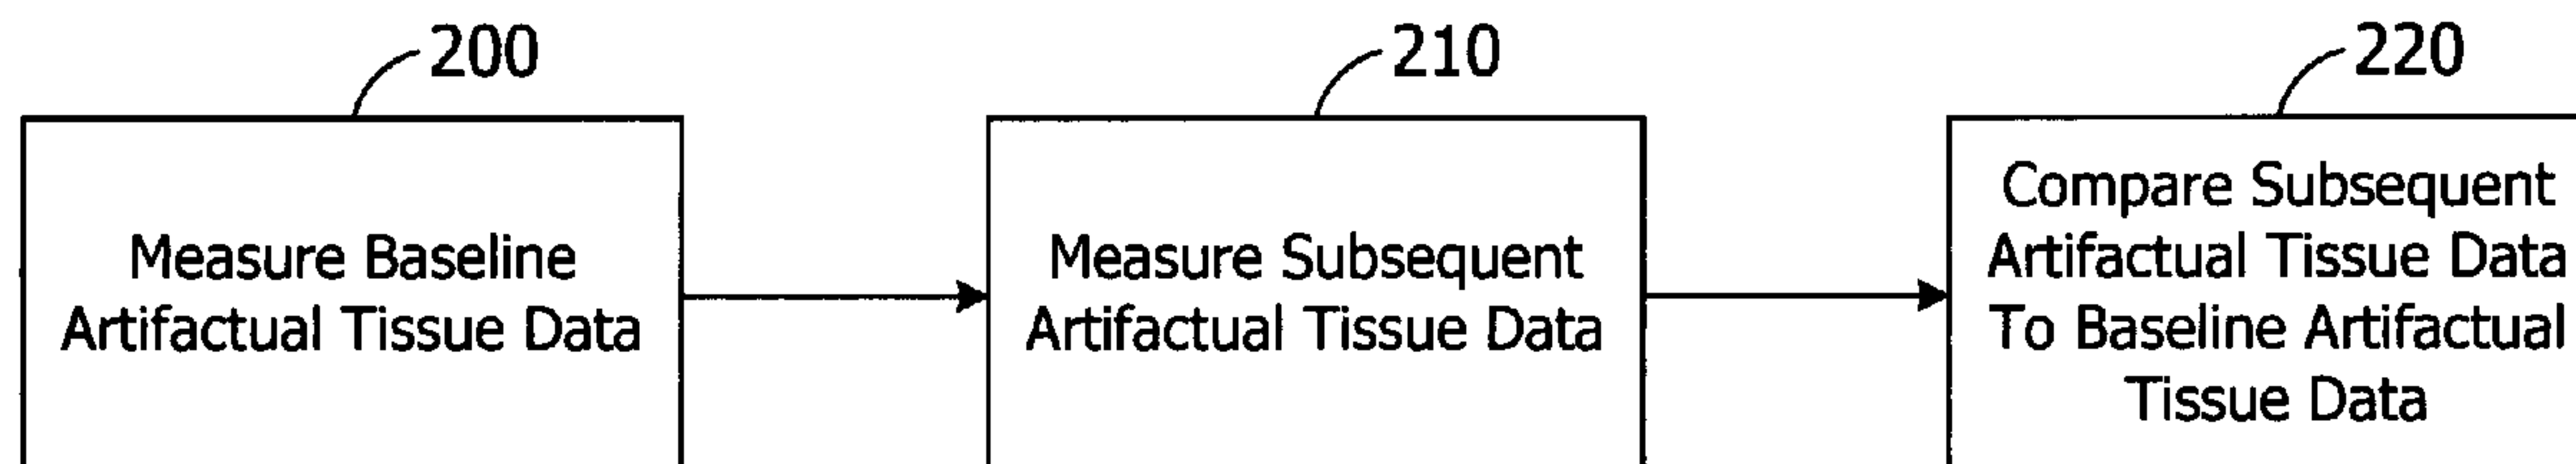 200
Measure Baseline
Artifactual Tissue Data
210
Measure Subsequent
Artifactual Tissue Data
220
Compare Subsequent
Artifactual Tissue Data
To Baseline Artifactual
Tissue Data